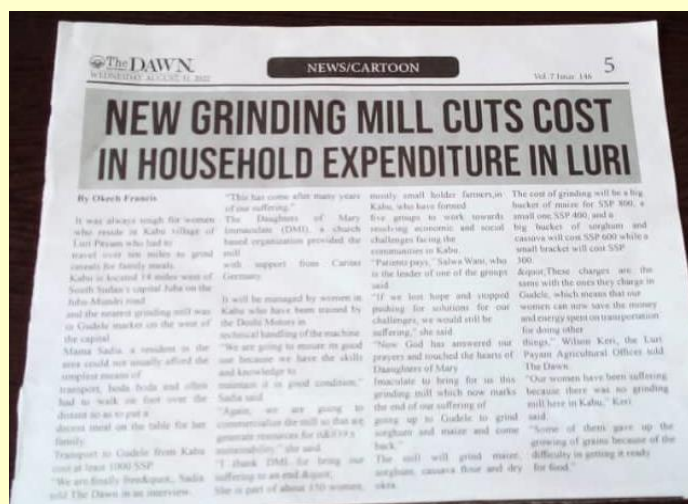 The DAWN
WEDNESDAY AUGUST 31, 2022
NEWS/CARTOON
Vol. 7 Issue 146
5
NEW GRINDING MILL CUTS COST
IN HOUSEHOLD EXPENDITURE IN LURI
By Okech Francis
It was always tough for women
who reside in Kabu village of
Luri Payam who had to
travel over ten miles to grind
cereals for family meals.
Kabu is located 14 miles west of
South Sudan's capital Juba on the
Juba-Mundri road
and the nearest grinding mill was
in Gudele market on the west of
the capital.
Mama Sadia, a resident in the
area could not usually afford the
simplest means of
transport, boda boda and often
had to walk on foot over the
distant so as to put a
decent meal on the table for her
family.
Transport to Gudele from Kabu
cost at least 1000 SSP.
"We are finally free&quot, Sadia
told The Dawn in an interview.
"This has come after many years
of our suffering."
The Daughters of Mary
Immaculate (DMI), a church
based organization provided the
mill
with support from Caritas
Germany.
It will be managed by women in
Kabu who have been trained by
the Doshi Motors in
technical handling of the machine.
"We are going to ensure its good
use because we have the skills
and knowledge to
maintain it in good condition,"
Sadia said.
"Again, we are going to
commercialize the mill so that we
generate resources for it&#39;s
sustainability," she said.
"I thank DMI for bring our
suffering to an end.&quot;
She is part of about 150 women,
mostly small holder farmers,in
Kabu, who have formed
five groups to work towards
resolving economic and social
challenges facing the
communities in Kabu.
"Patients pays," Salwa Wani, who
is the leader of one of the groups
said.
"If we lost hope and stopped
pushing for solutions for our
challenges, we would still be
suffering," she said.
"Now God has answered our
prayers and touched the hearts of
Daaughters of Mary
Imaculate to bring for us this
grinding mill which now marks
the end of our suffering of
going up to Gudele to grind
sorghum and maize and come
back."
The mill will grind maize,
sorghum, cassava flour and dry
okra.
The cost of grinding will be a big
bucket of maize for SSP 800, a
small one SSP 400, and a
big bucket of sorghum and
cassava will cost SSP 600 while a
small bracket will cost SSP
300.
&quot;These charges are the
same with the ones they charge in
Gudele, which means that our
women can now save the money
and energy spent on transportation
for doing other
things," Wilson Keri, the Luri
Payam Agricultural Officer told
The Dawn.
"Our women have been suffering
because there was no grinding
mill here in Kabu," Keri
said.
"Some of them gave up the
growing of grains because of the
difficulty in getting it ready
for food."